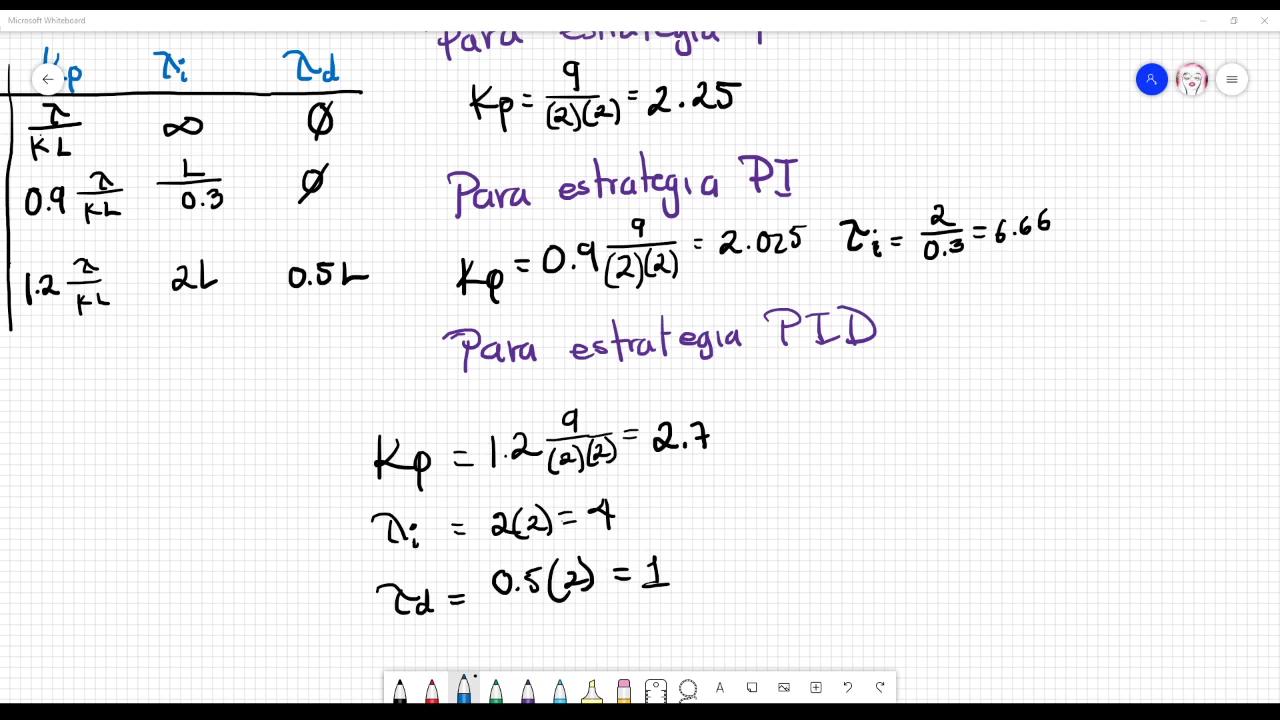 Microsoft Whiteboard
Kp τi τd
τ/KL ∞ ∅
0.9 τ/KL L/0.3 ∅
1.2 τ/KL 2L 0.5L
Para estrategia P
Kp = 9/(2)(2) = 2.25
Para estrategia PI
Kp = 0.9 9/(2)(2) = 2.025 τi = 2/0.3 = 6.66
Para estrategia PID
Kp = 1.2 9/(2)(2) = 2.7
τi = 2(2) = 4
τd = 0.5(2) = 1
A